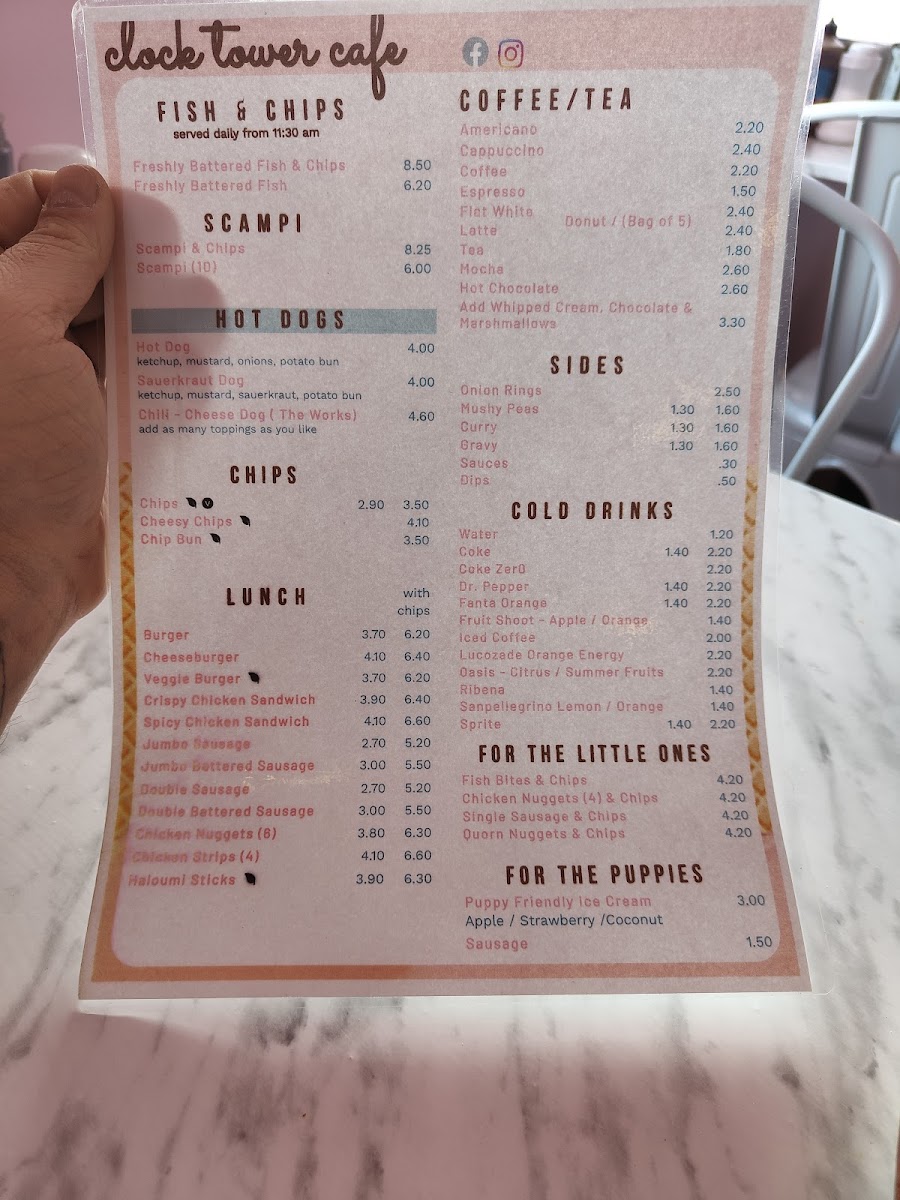 clock tower cafe
FISH & CHIPS
served daily from 11:30 am
Freshly Battered Fish & Chips 8.50
Freshly Battered Fish 6.20
SCAMPI
Scampi & Chips 8.25
Scampi (10) 6.00
HOT DOGS
Hot Dog 4.00
ketchup, mustard, onions, potato bun
Sauerkraut Dog 4.00
ketchup, mustard, sauerkraut, potato bun
Chili - Cheese Dog ( The Works) 4.60
add as many toppings as you like
CHIPS
Chips V 2.90 3.50
Cheesy Chips 4.10
Chip Bun 3.50
LUNCH with
chips
Burger 3.70 6.20
Cheeseburger 4.10 6.40
Veggie Burger 3.70 6.20
Crispy Chicken Sandwich 3.90 6.40
Spicy Chicken Sandwich 4.10 6.60
Jumbo Sausage 2.70 5.20
Jumbo Battered Sausage 3.00 5.50
Double Sausage 2.70 5.20
Double Battered Sausage 3.00 5.50
Chicken Nuggets (6) 3.80 6.30
Chicken Strips (4) 4.10 6.60
Haloumi Sticks 3.90 6.30
COFFEE/TEA
Americano 2.20
Cappuccino 2.40
Coffee 2.20
Espresso 1.50
Flat White 2.40
Donut / (Bag of 5)
Latte 2.40
Tea 1.80
Mocha 2.60
Hot Chocolate 2.60
Add Whipped Cream, Chocolate &
Marshmallows 3.30
SIDES
Onion Rings 2.50
Mushy Peas 1.30 1.60
Curry 1.30 1.60
Gravy 1.30 1.60
Sauces .30
Dips .50
COLD DRINKS
Water 1.20
Coke 1.40 2.20
Coke Zer0 2.20
Dr. Pepper 1.40 2.20
Fanta Orange 1.40 2.20
Fruit Shoot - Apple / Orange 1.40
Iced Coffee 2.00
Lucozade Orange Energy 2.20
Oasis - Citrus / Summer Fruits 2.20
Ribena 1.40
Sanpellegrino Lemon / Orange 1.40
Sprite 1.40 2.20
FOR THE LITTLE ONES
Fish Bites & Chips 4.20
Chicken Nuggets (4) & Chips 4.20
Single Sausage & Chips 4.20
Quorn Nuggets & Chips 4.20
FOR THE PUPPIES
Puppy Friendly Ice Cream 3.00
Apple / Strawberry /Coconut
Sausage 1.50